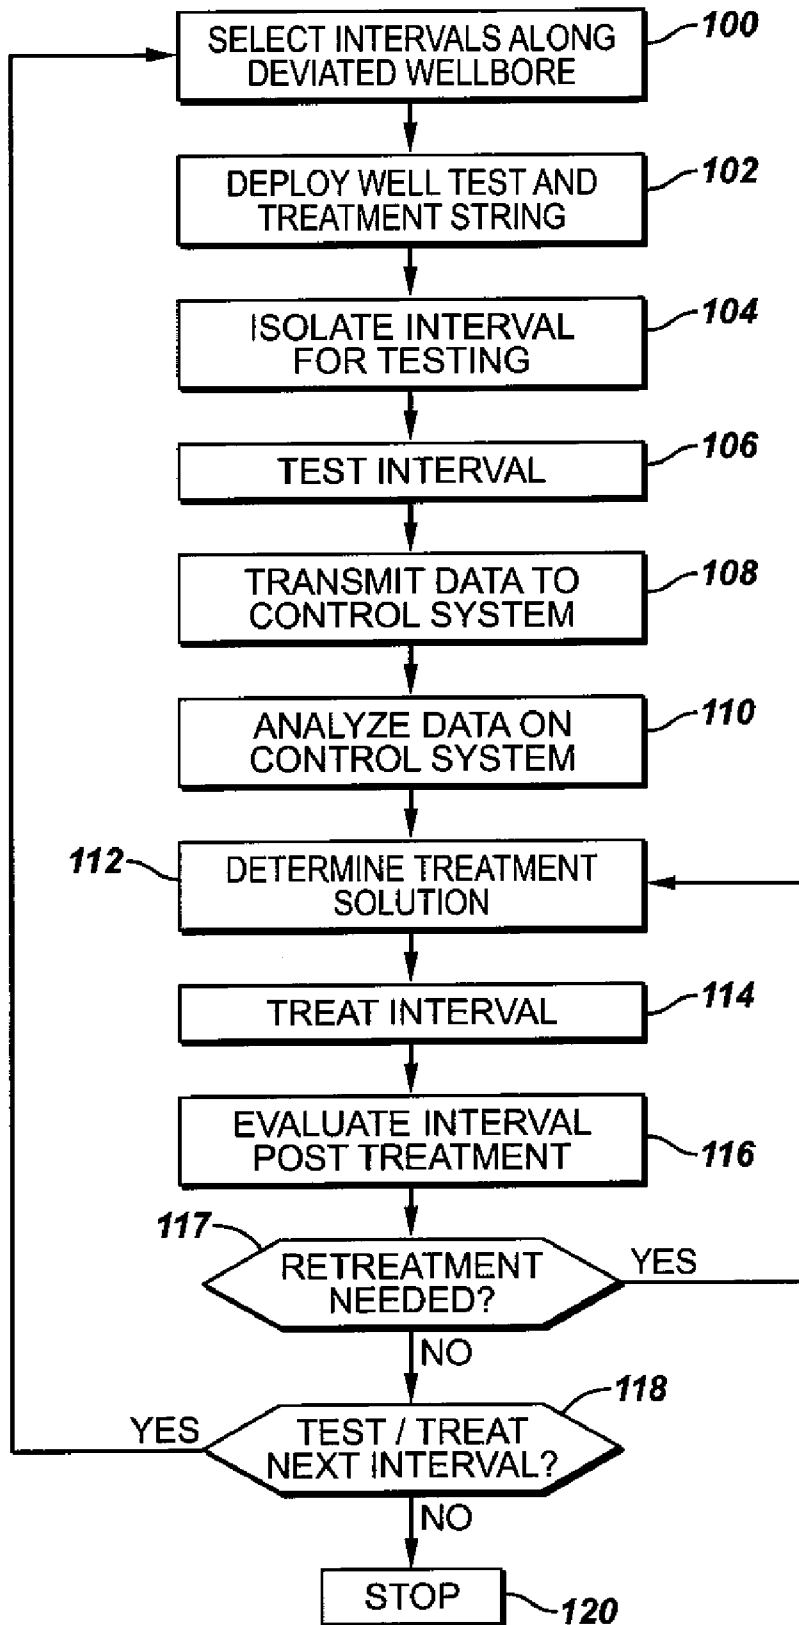 SELECT INTERVALS ALONG
DEVIATED WELLBORE
100
DEPLOY WELL TEST AND
TREATMENT STRING
102
ISOLATE INTERVAL
FOR TESTING
104
TEST INTERVAL
106
TRANSMIT DATA TO
CONTROL SYSTEM
108
ANALYZE DATA ON
CONTROL SYSTEM
110
112
DETERMINE TREATMENT
SOLUTION
TREAT INTERVAL
114
EVALUATE INTERVAL
POST TREATMENT
116
117
RETREATMENT
NEEDED?
YES
NO
118
YES
TEST / TREAT
NEXT INTERVAL?
NO
STOP
120